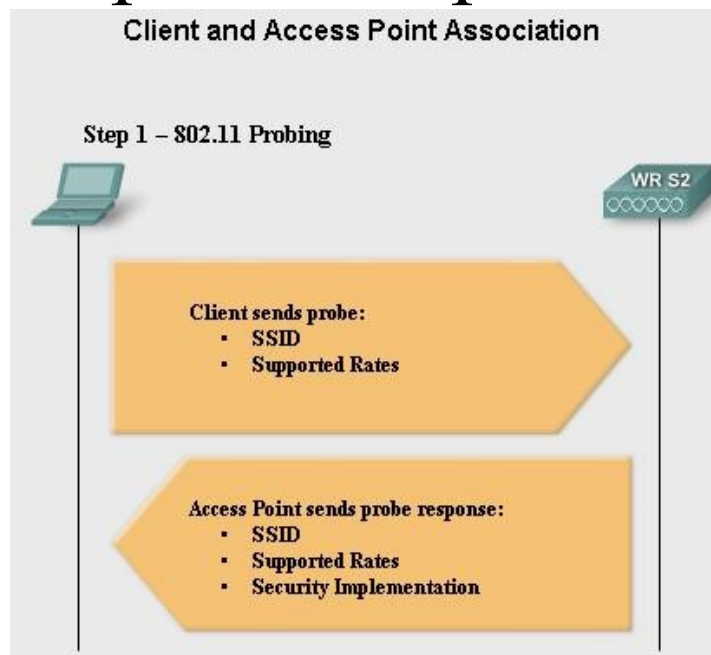 Client and Access Point Association
Step 1 – 802.11 Probing
WR S2
Client sends probe:
▪ SSID
▪ Supported Rates
Access Point sends probe response:
▪ SSID
▪ Supported Rates
▪ Security Implementation